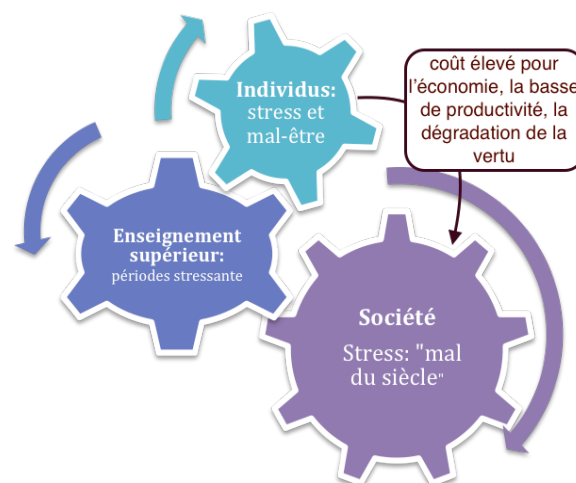 Individus:
stress et
mal-être
coût élevé pour
l'économie, la basse
de productivité, la
dégradation de la
vertu
Enseignement
supérieur:
périodes stressante
Société
Stress: "mal
du siècle"